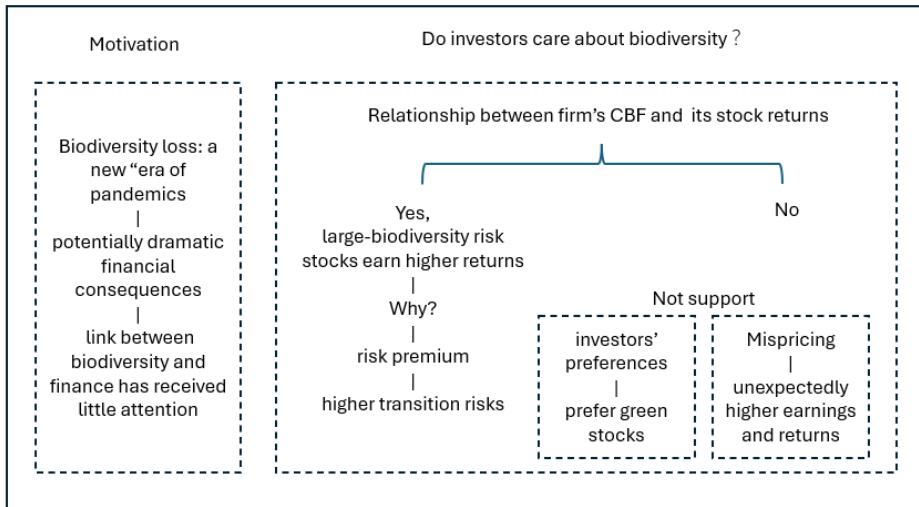 Motivation
Do investors care about biodiversity？
Biodiversity loss: a
new “era of
pandemics
|
potentially dramatic
financial
consequences
|
link between
biodiversity and
finance has received
little attention
Relationship between firm’s CBF and its stock returns
Yes,
large-biodiversity risk
stocks earn higher returns
|
Why?
|
risk premium
|
higher transition risks
No
Not support
investors’
preferences
|
prefer green
stocks
Mispricing
|
unexpectedly
higher earnings
and returns